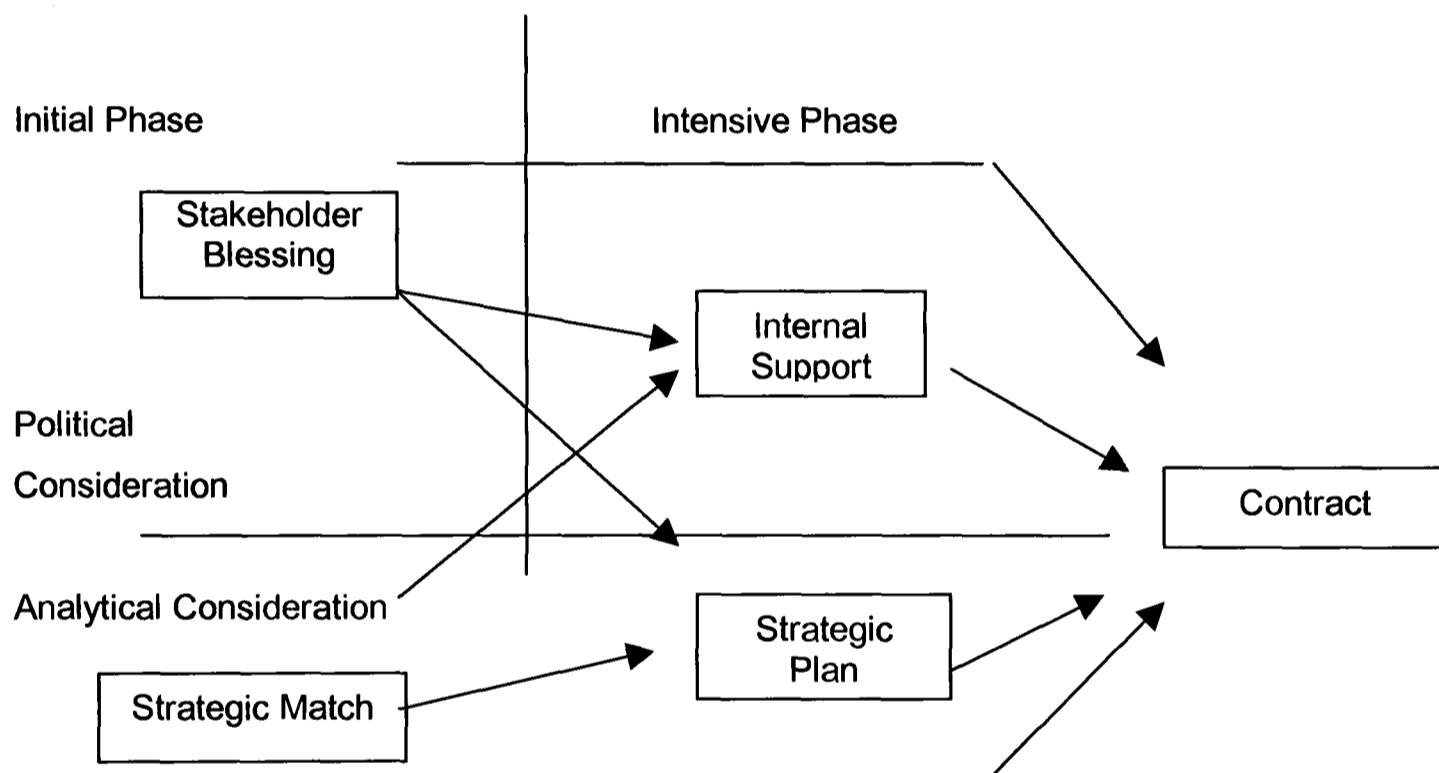 Initial Phase
Intensive Phase
Stakeholder
Blessing
Internal
Support
Political
Consideration
Contract
Analytical Consideration
Strategic
Plan
Strategic Match